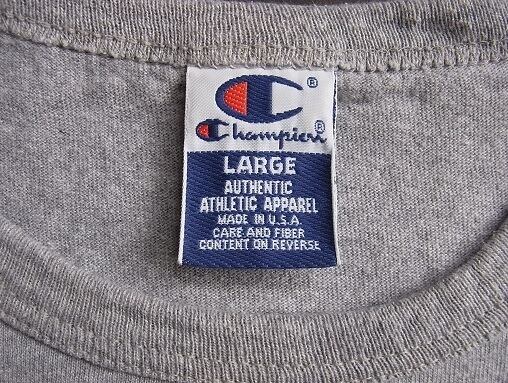 C®
Champion®
LARGE
AUTHENTIC
ATHLETIC APPAREL
MADE IN U.S.A.
CARE AND FIBER
CONTENT ON REVERSE